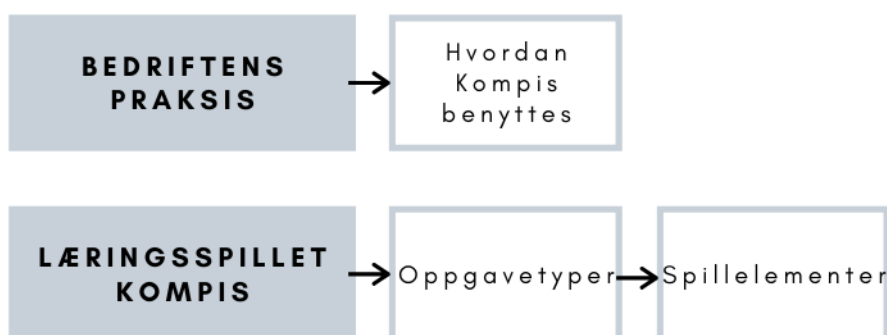 BEDRIFTENS
PRAKSIS
Hvordan
Kompis
benyttes
LÆRINGSSPILLET
KOMPIS
Oppgavetyper
Spillelementer